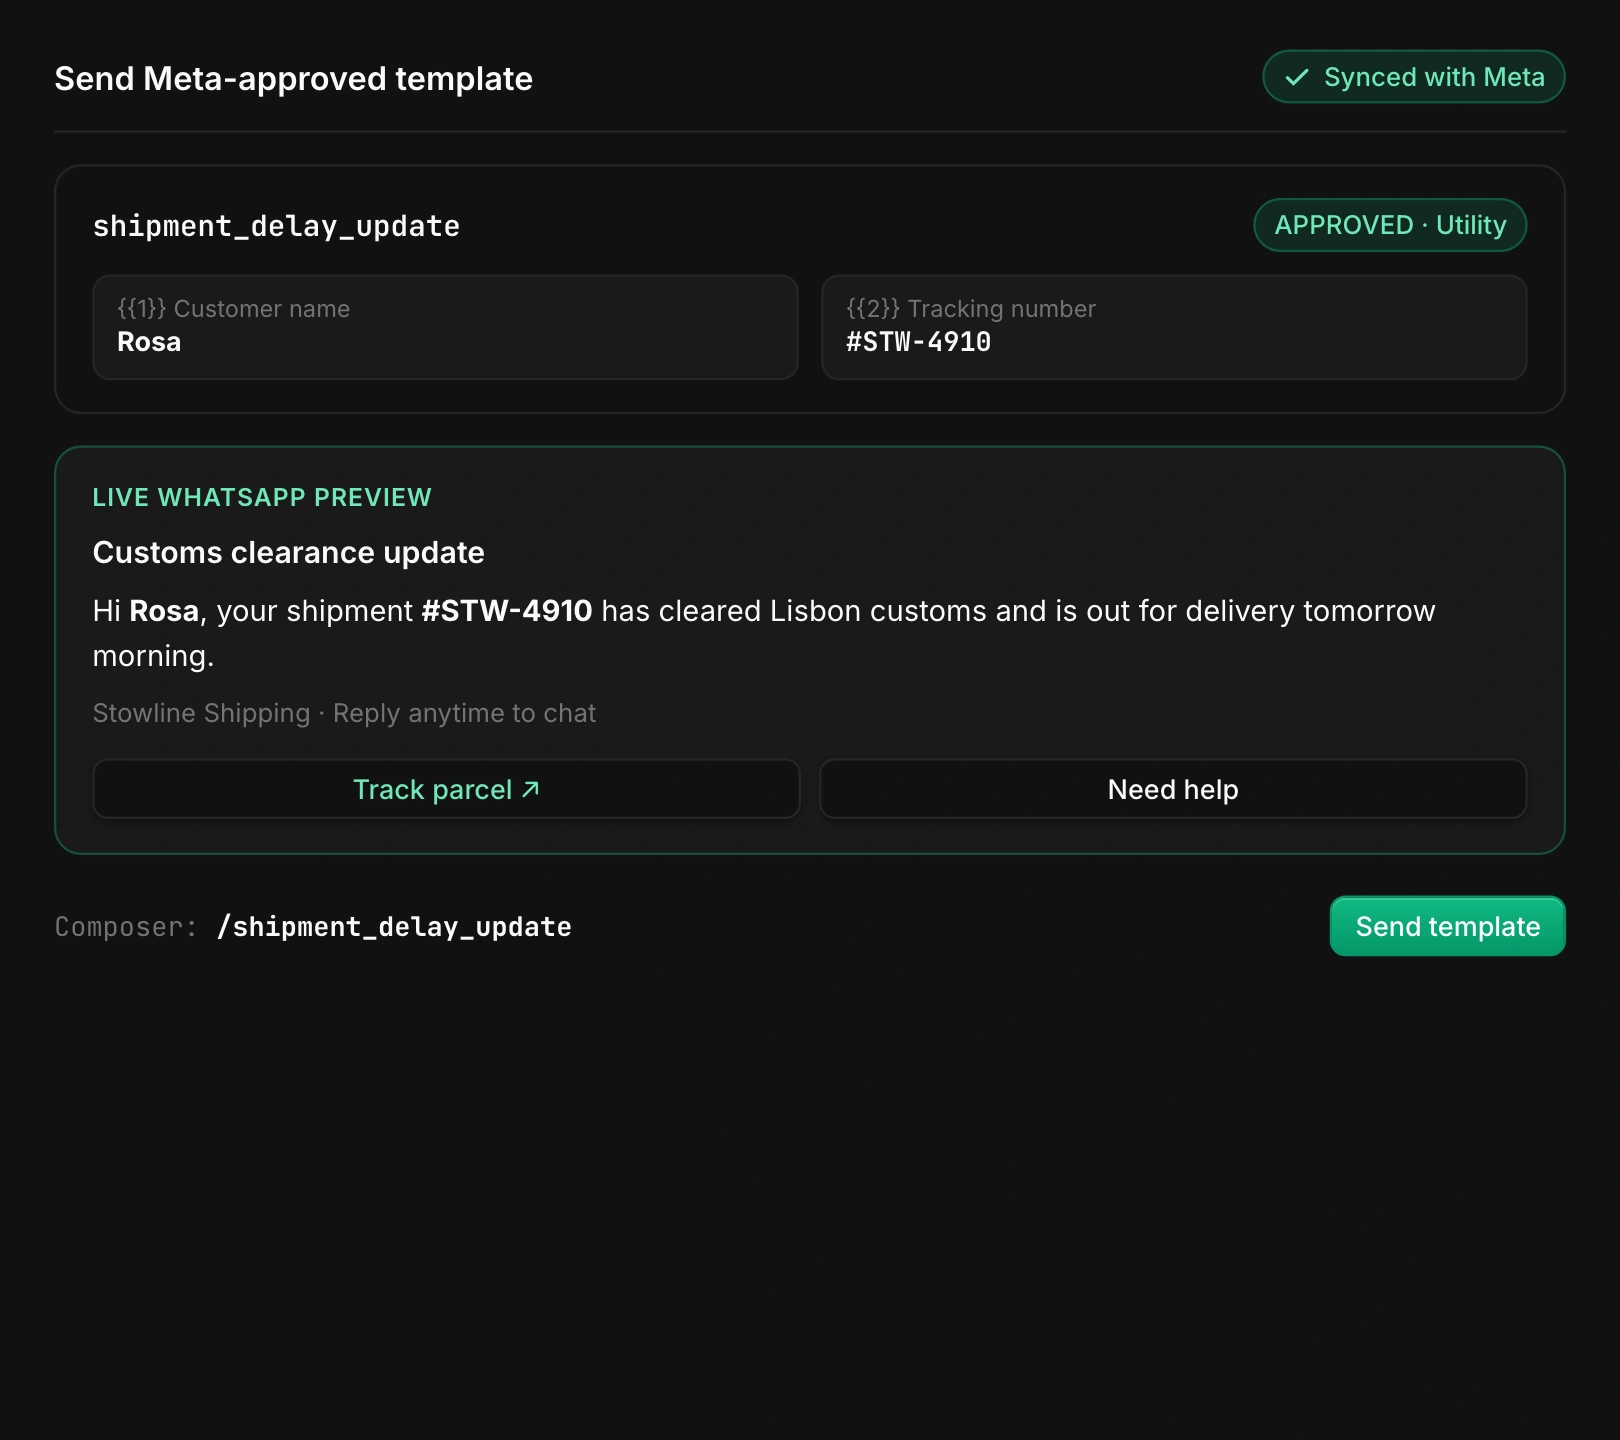 Send Meta-approved template
✓ Synced with Meta
shipment_delay_update
APPROVED · Utility
{{1}} Customer name
Rosa
{{2}} Tracking number
#STW-4910
LIVE WHATSAPP PREVIEW
Customs clearance update
Hi Rosa, your shipment #STW-4910 has cleared Lisbon customs and is out for delivery tomorrow
morning.
Stowline Shipping · Reply anytime to chat
Track parcel ↗
Need help
Composer: /shipment_delay_update
Send template